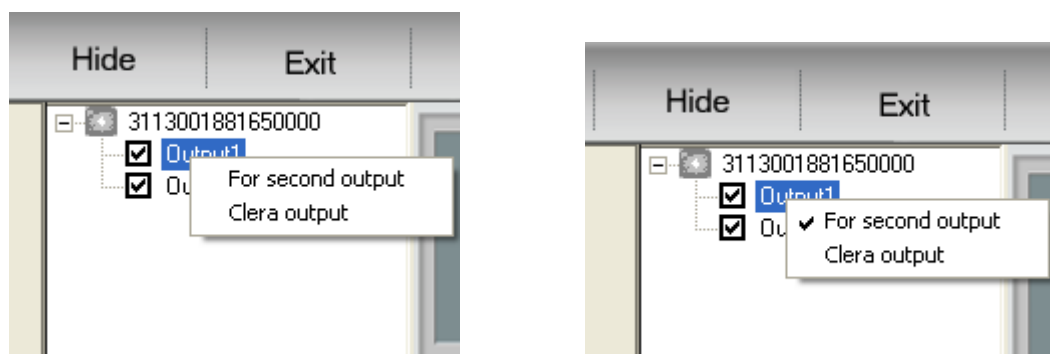 Hide Exit
3113001881650000
Output1
For second output
Clera output
Hide Exit
3113001881650000
Output1
For second output
Clera output